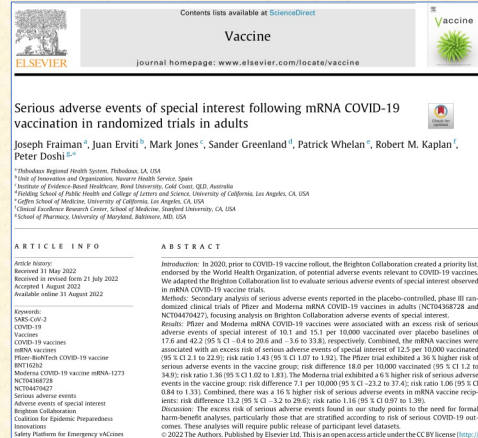 Contents lists available at ScienceDirect
Vaccine
journal homepage: www.elsevier.com/locate/vaccine
ELSEVIER
Vaccine
Serious adverse events of special interest following mRNA COVID-19
vaccination in randomized trials in adults
Check for
updates
Joseph Fraiman a, Juan Erviti b, Mark Jones c, Sander Greenland d, Patrick Whelan e, Robert M. Kaplan f,
Peter Doshi g,*
a Thibodaux Regional Health System, Thibodaux, LA, USA
b Unit of Innovation and Organization, Navarre Health Service, Spain
c Institute of Evidence-Based Healthcare, Bond University, Gold Coast, QLD, Australia
d Fielding School of Public Health and College of Letters and Science, University of California, Los Angeles, CA, USA
e Geffen School of Medicine, University of California, Los Angeles, CA, USA
f Clinical Excellence Research Center, School of Medicine, Stanford University, CA, USA
g School of Pharmacy, University of Maryland, Baltimore, MD, USA
ARTICLE INFO
Article history:
Received 31 May 2022
Received in revised form 21 July 2022
Accepted 1 August 2022
Available online 31 August 2022
Keywords:
SARS-CoV-2
COVID-19
Vaccines
COVID-19 vaccines
mRNA vaccines
Pfizer-BioNTech COVID-19 vaccine
BNT162b2
Moderna COVID-19 vaccine mRNA-1273
NCT04368728
NCT04470427
Serious adverse events
Adverse events of special interest
Brighton Collaboration
Coalition for Epidemic Preparedness
Innovations
Safety Platform for Emergency vACcines
ABSTRACT
Introduction: In 2020, prior to COVID-19 vaccine rollout, the Brighton Collaboration created a priority list,
endorsed by the World Health Organization, of potential adverse events relevant to COVID-19 vaccines.
We adapted the Brighton Collaboration list to evaluate serious adverse events of special interest observed
in mRNA COVID-19 vaccine trials.
Methods: Secondary analysis of serious adverse events reported in the placebo-controlled, phase III ran-
domized clinical trials of Pfizer and Moderna mRNA COVID-19 vaccines in adults (NCT04368728 and
NCT04470427), focusing analysis on Brighton Collaboration adverse events of special interest.
Results: Pfizer and Moderna mRNA COVID-19 vaccines were associated with an excess risk of serious
adverse events of special interest of 10.1 and 15.1 per 10,000 vaccinated over placebo baselines of
17.6 and 42.2 (95 % CI −0.4 to 20.6 and −3.6 to 33.8), respectively. Combined, the mRNA vaccines were
associated with an excess risk of serious adverse events of special interest of 12.5 per 10,000 vaccinated
(95 % CI 2.1 to 22.9); risk ratio 1.43 (95 % CI 1.07 to 1.92). The Pfizer trial exhibited a 36 % higher risk of
serious adverse events in the vaccine group; risk difference 18.0 per 10,000 vaccinated (95 % CI 1.2 to
34.9); risk ratio 1.36 (95 % CI 1.02 to 1.83). The Moderna trial exhibited a 6 % higher risk of serious adverse
events in the vaccine group: risk difference 7.1 per 10,000 (95 % CI −23.2 to 37.4); risk ratio 1.06 (95 % CI
0.84 to 1.33). Combined, there was a 16 % higher risk of serious adverse events in mRNA vaccine recip-
ients: risk difference 13.2 (95 % CI −3.2 to 29.6); risk ratio 1.16 (95 % CI 0.97 to 1.39).
Discussion: The excess risk of serious adverse events found in our study points to the need for formal
harm-benefit analyses, particularly those that are stratified according to risk of serious COVID-19 out-
comes. These analyses will require public release of participant level datasets.
© 2022 The Authors. Published by Elsevier Ltd. This is an open access article under the CC BY license (http://